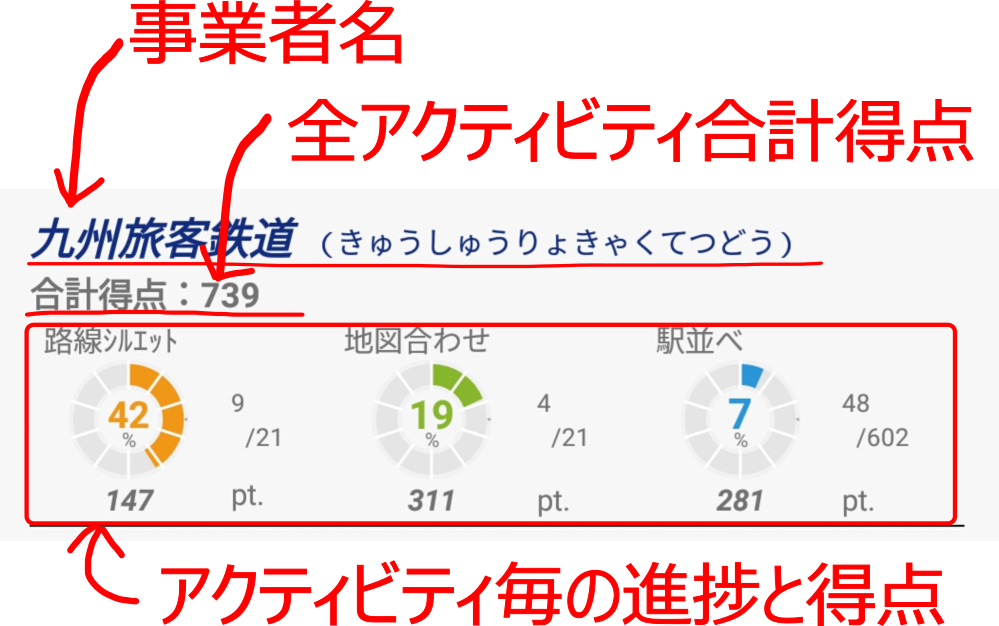 事業者名
全アクティビティ合計得点
九州旅客鉄道 (きゅうしゅうりょきゃくてつどう)
合計得点：739
路線ｼﾙｴｯﾄ 地図合わせ 駅並べ
42 % 9 /21 19 % 4 /21 7 % 48 /602
147 pt. 311 pt. 281 pt.
アクティビティ毎の進捗と得点